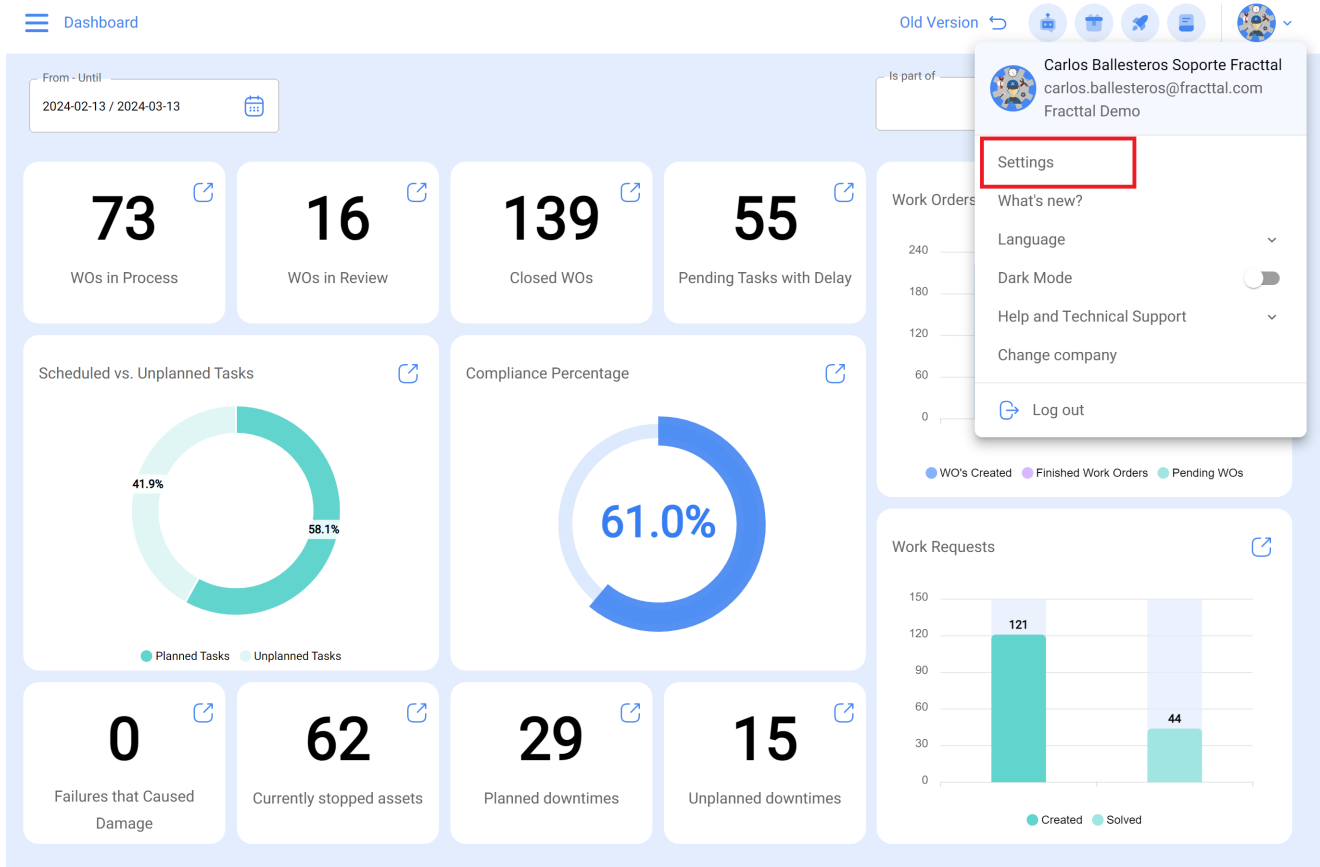 Dashboard
Old Version
From - Until
2024-02-13 / 2024-03-13
Is part of
Carlos Ballesteros Soporte Fracttal
carlos.ballesteros@fracttal.com
Fracttal Demo
Settings
What's new?
Language
Dark Mode
Help and Technical Support
Change company
Log out
73
WOs in Process
16
WOs in Review
139
Closed WOs
55
Pending Tasks with Delay
Work Orders
240
180
120
60
0
WO's Created
Finished Work Orders
Pending WOs
Scheduled vs. Unplanned Tasks
41.9%
58.1%
Planned Tasks
Unplanned Tasks
Compliance Percentage
61.0%
Work Requests
150
120
90
60
30
0
121
44
Created
Solved
0
Failures that Caused
Damage
62
Currently stopped assets
29
Planned downtimes
15
Unplanned downtimes